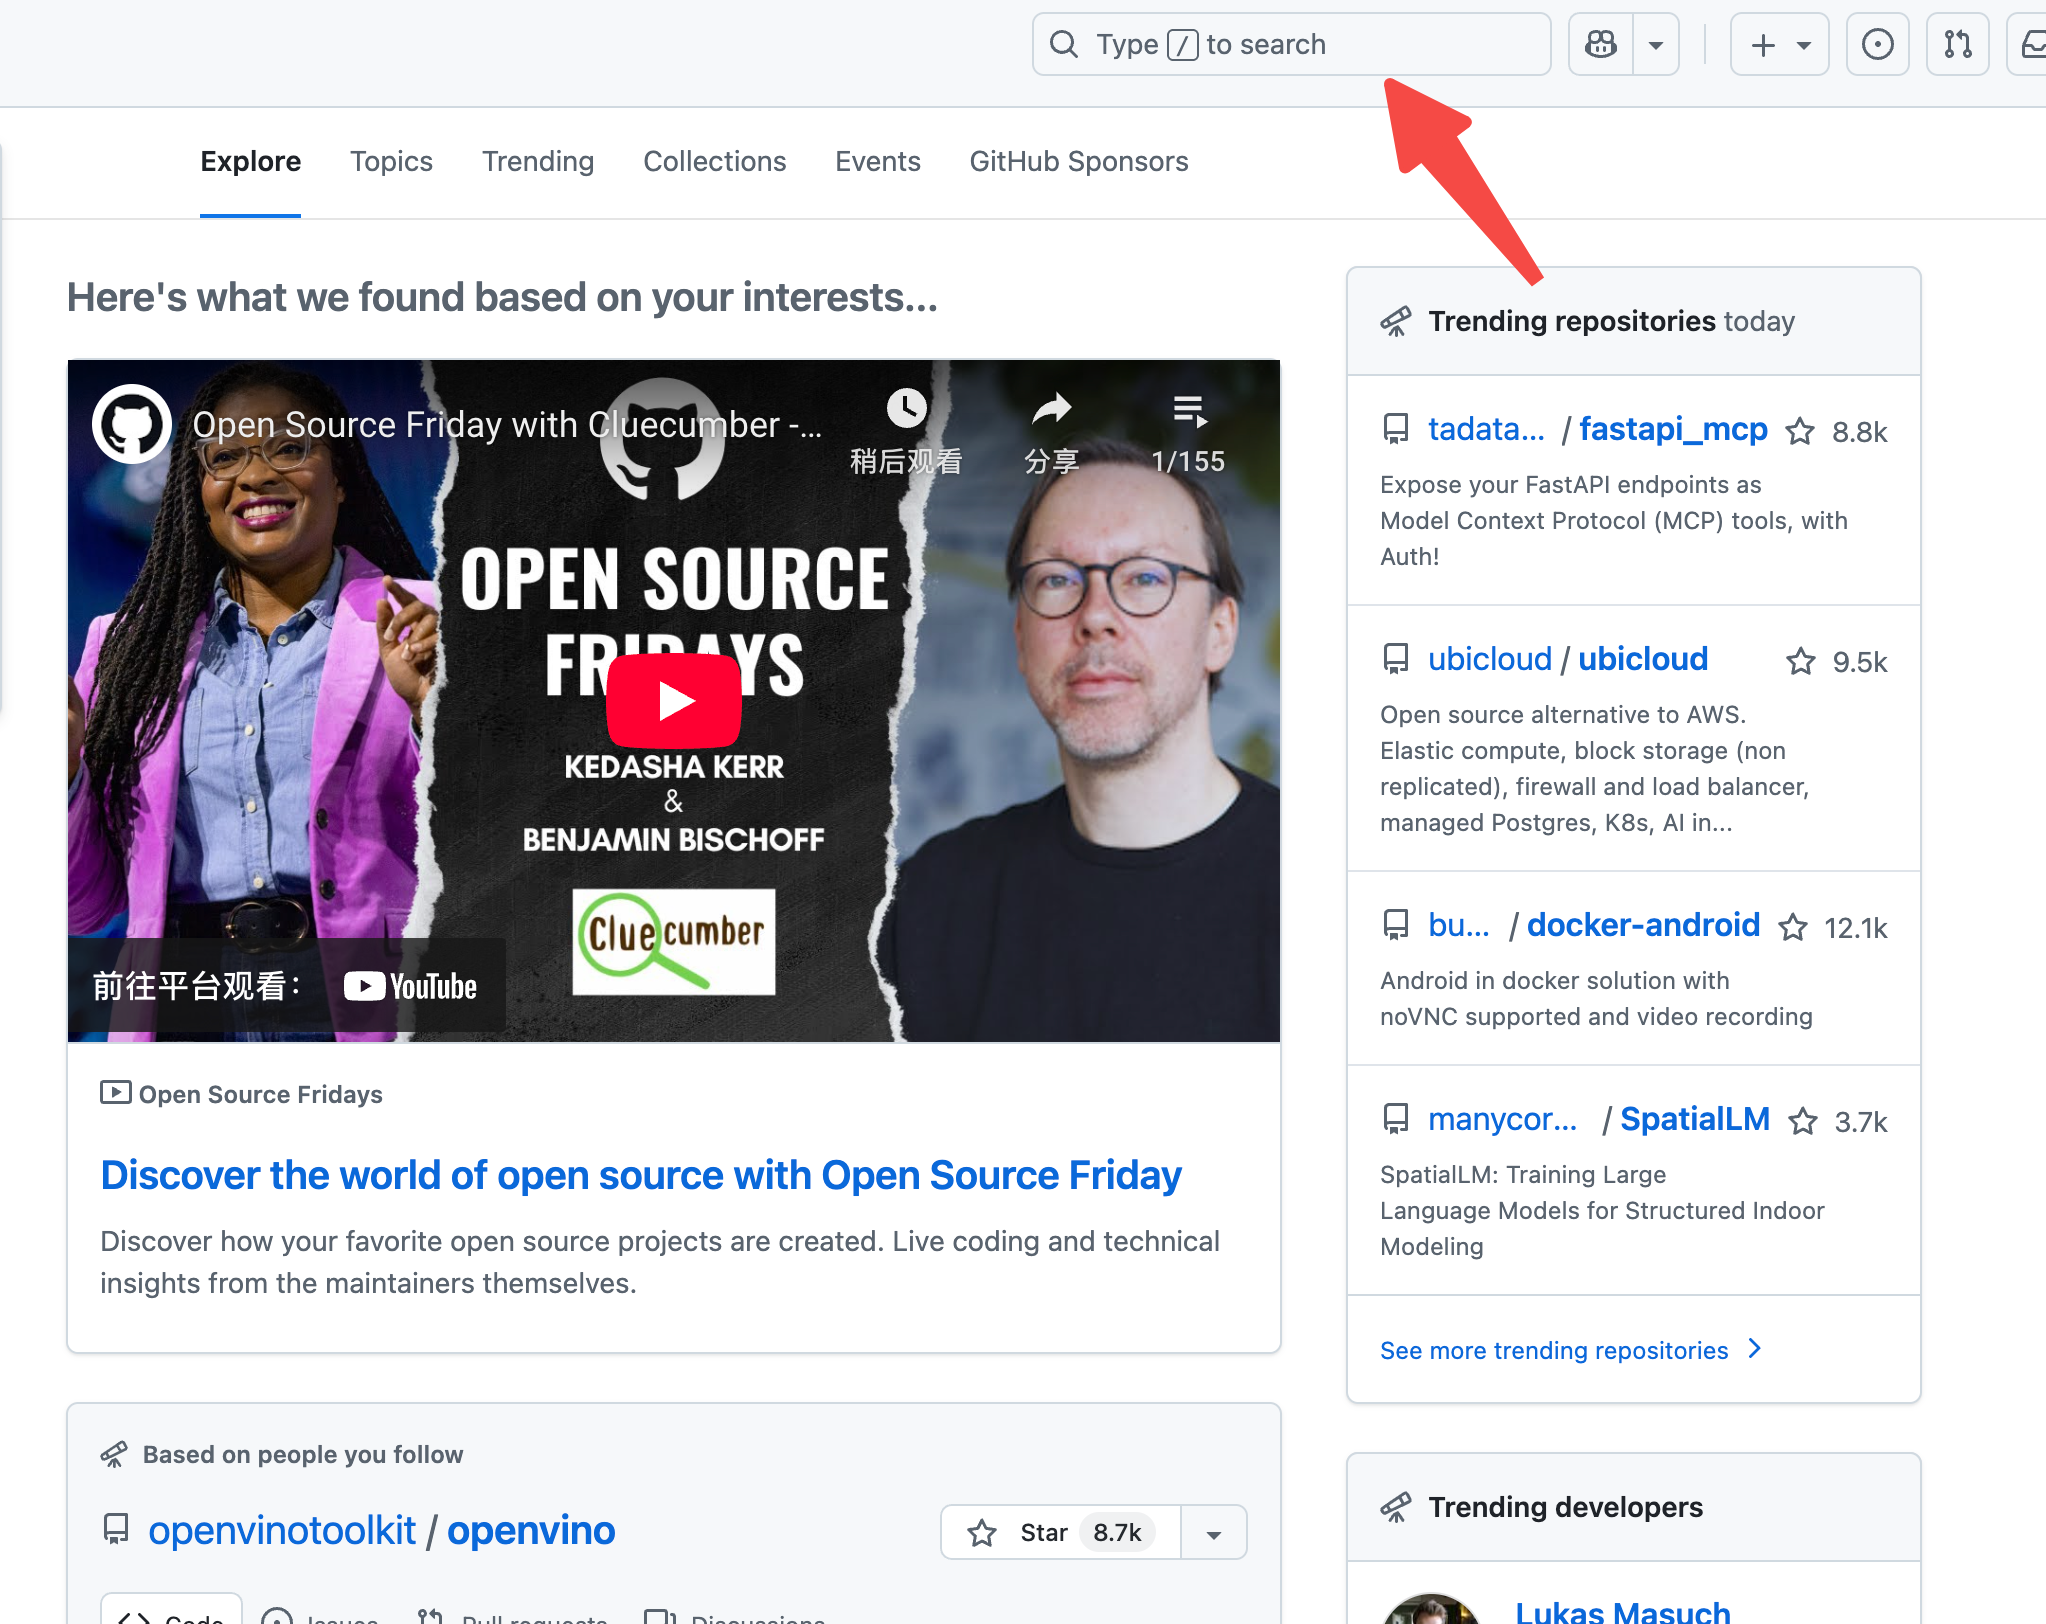 Type / to search
Explore Topics Trending Collections Events GitHub Sponsors
Here's what we found based on your interests...
Open Source Friday with Cluecumber -...
稍后观看 分享 1/155
OPEN SOURCE
FRIDAYS
KEDASHA KERR
&
BENJAMIN BISCHOFF
Cluecumber
前往平台观看： YouTube
Open Source Fridays
Discover the world of open source with Open Source Friday
Discover how your favorite open source projects are created. Live coding and technical
insights from the maintainers themselves.
Based on people you follow
openvinotoolkit / openvino
Star 8.7k
Code Issues Pull requests Discussions
Trending repositories today
tadata... / fastapi_mcp 8.8k
Expose your FastAPI endpoints as
Model Context Protocol (MCP) tools, with
Auth!
ubicloud / ubicloud 9.5k
Open source alternative to AWS.
Elastic compute, block storage (non
replicated), firewall and load balancer,
managed Postgres, K8s, AI in...
bu... / docker-android 12.1k
Android in docker solution with
noVNC supported and video recording
manycor... / SpatialLM 3.7k
SpatialLM: Training Large
Language Models for Structured Indoor
Modeling
See more trending repositories
Trending developers
Lukas Masuch